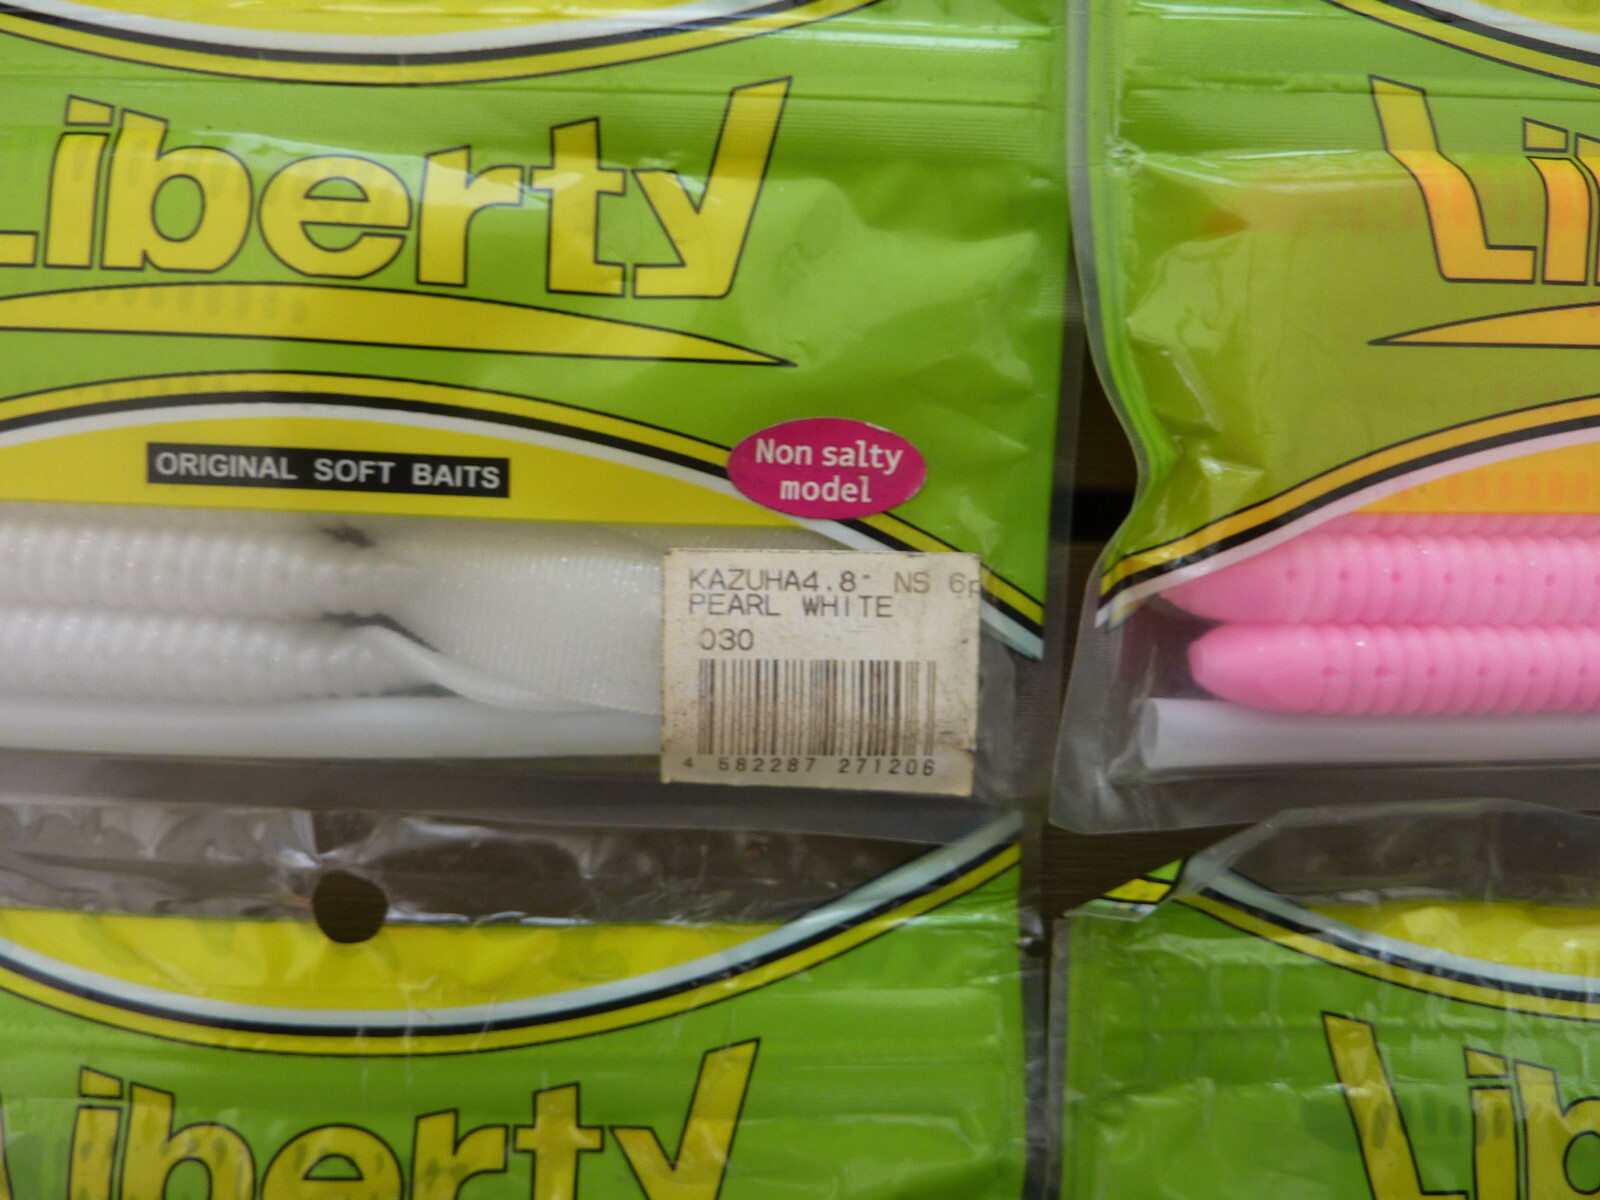 Liberty
Li
ORIGINAL SOFT BAITS
Non salty
model
KAZUHA4.8" NS 6p
PEARL WHITE
030
4 582287 271206
Liberty
Lib